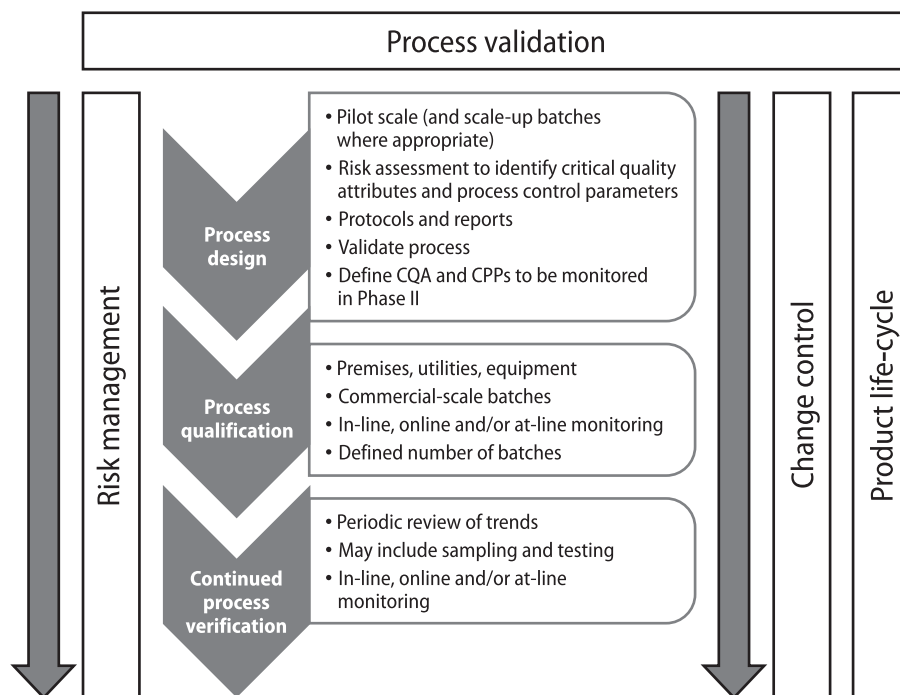 Process validation
Risk management
Process
design
• Pilot scale (and scale-up batches
where appropriate)
• Risk assessment to identify critical quality
attributes and process control parameters
• Protocols and reports
• Validate process
• Define CQA and CPPs to be monitored
in Phase II
Process
qualification
• Premises, utilities, equipment
• Commercial-scale batches
• In-line, online and/or at-line monitoring
• Defined number of batches
Continued
process
verification
• Periodic review of trends
• May include sampling and testing
• In-line, online and/or at-line
monitoring
Change control
Product life-cycle